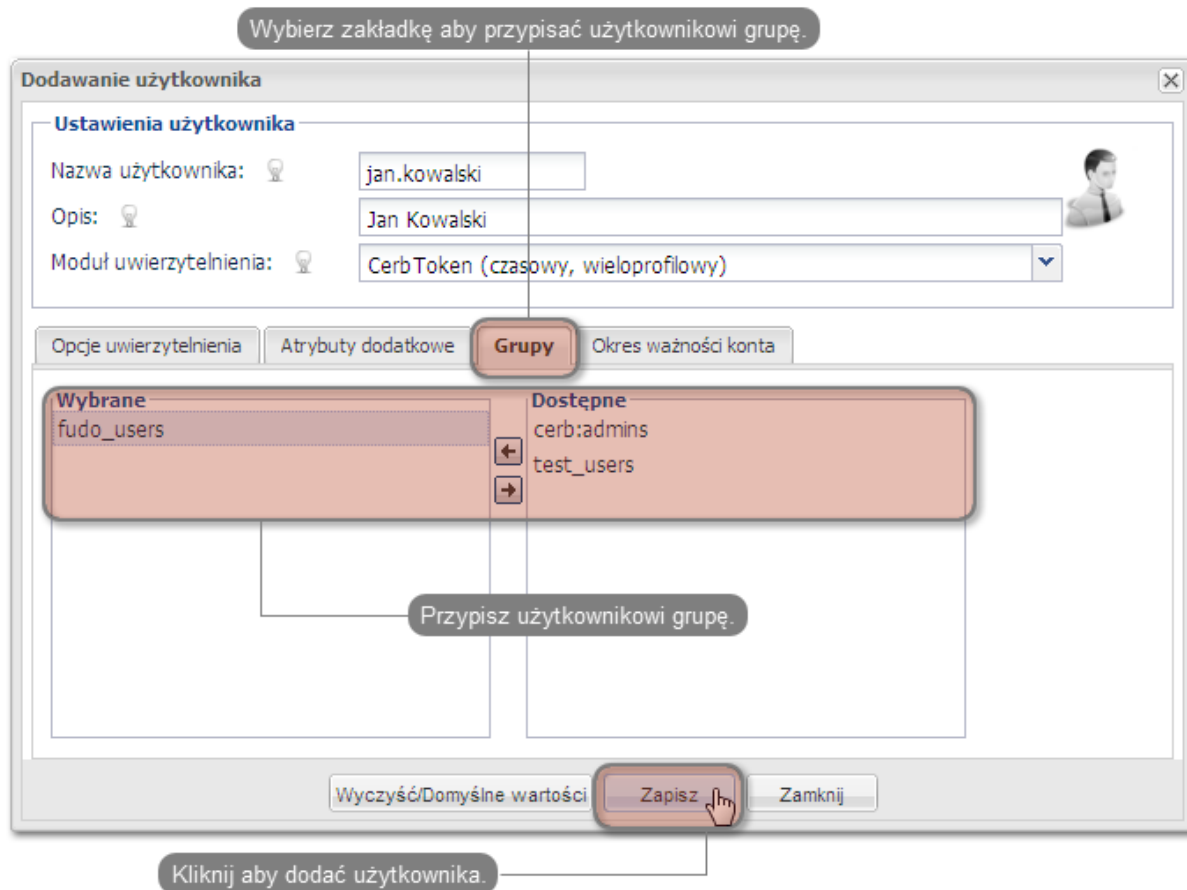 Wybierz zakładkę aby przypisać użytkownikowi grupę.
Dodawanie użytkownika
Ustawienia użytkownika
Nazwa użytkownika: jan.kowalski
Opis: Jan Kowalski
Moduł uwierzytelnienia: CerbToken (czasowy, wieloprofilowy)
Opcje uwierzytelnienia Atrybuty dodatkowe Grupy Okres ważności konta
Wybrane Dostępne
fudo_users cerb:admins
test_users
Przypisz użytkownikowi grupę.
Wyczyść/Domyślne wartości Zapisz Zamknij
Kliknij aby dodać użytkownika.